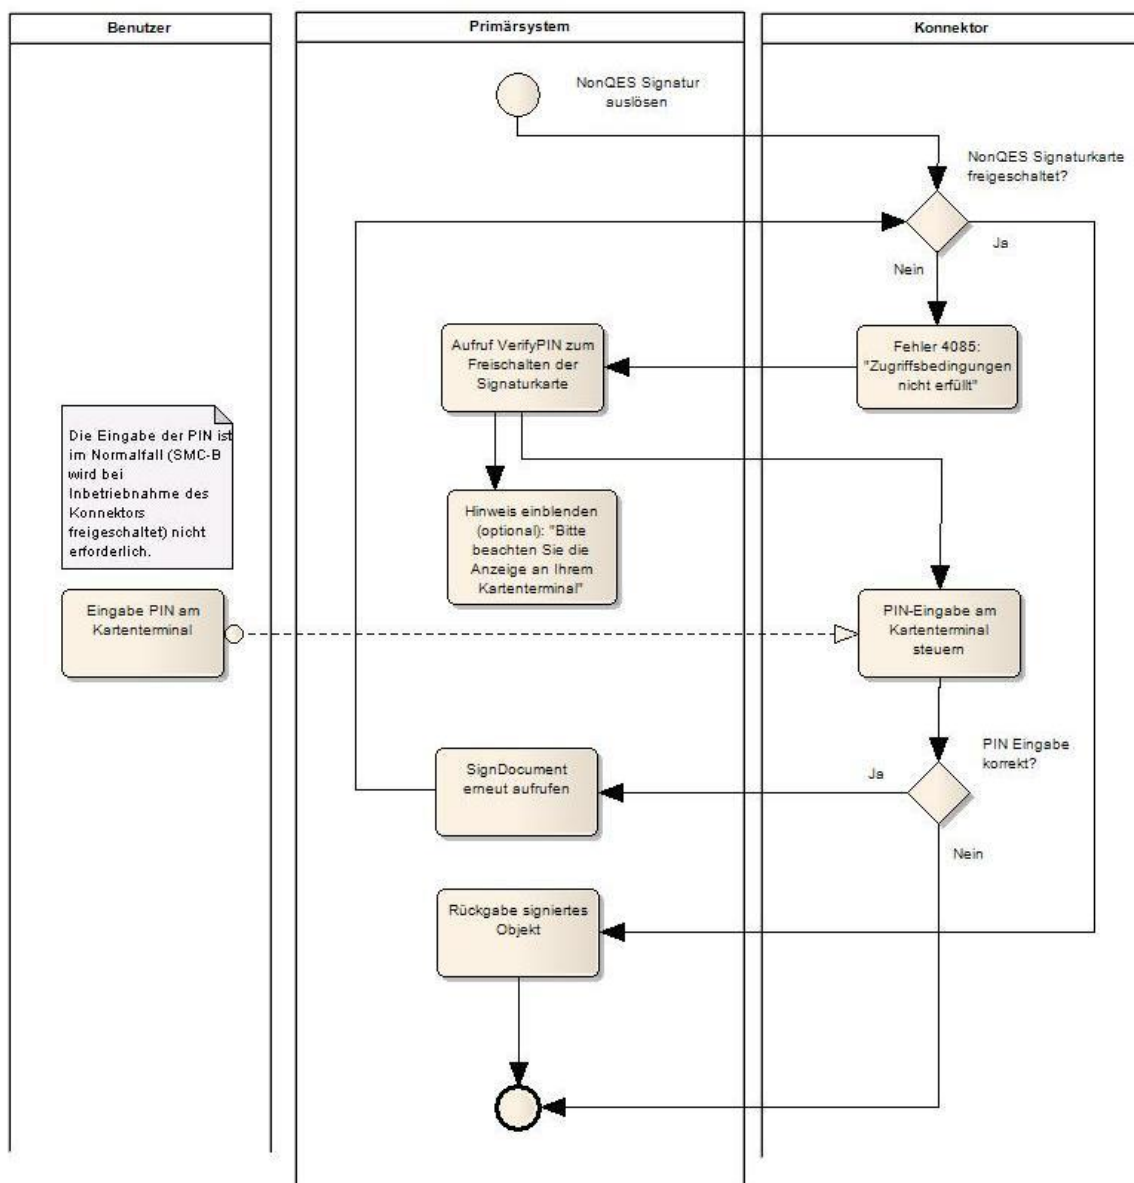 Benutzer
Primärsystem
Konnektor
NonQES Signatur
auslösen
NonQES Signaturkarte
freigeschaltet?
Ja
Nein
Aufruf VerifyPIN zum
Freischalten der
Signaturkarte
Fehler 4085:
"Zugriffsbedingungen
nicht erfüllt"
Die Eingabe der PIN ist
im Normalfall (SMC-B
wird bei
Inbetriebnahme des
Konnektors
freigeschaltet) nicht
erforderlich.
Hinweis einblenden
(optional): "Bitte
beachten Sie die
Anzeige an Ihrem
Kartenterminal"
Eingabe PIN am
Kartenterminal
PIN-Eingabe am
Kartenterminal
steuern
PIN Eingabe
korrekt?
SignDocument
erneut aufrufen
Ja
Nein
Rückgabe signiertes
Objekt